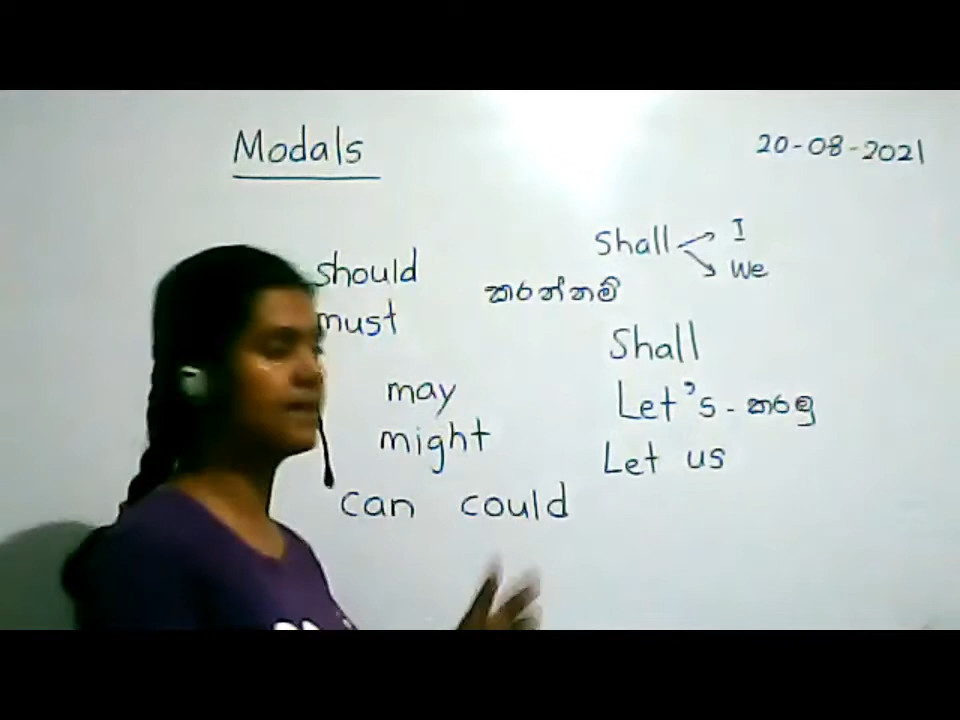 Modals
20-08-2021
should
must
කරන්නම්
Shall
I
We
Shall
Let's - කරමු
Let us
may
might
can could